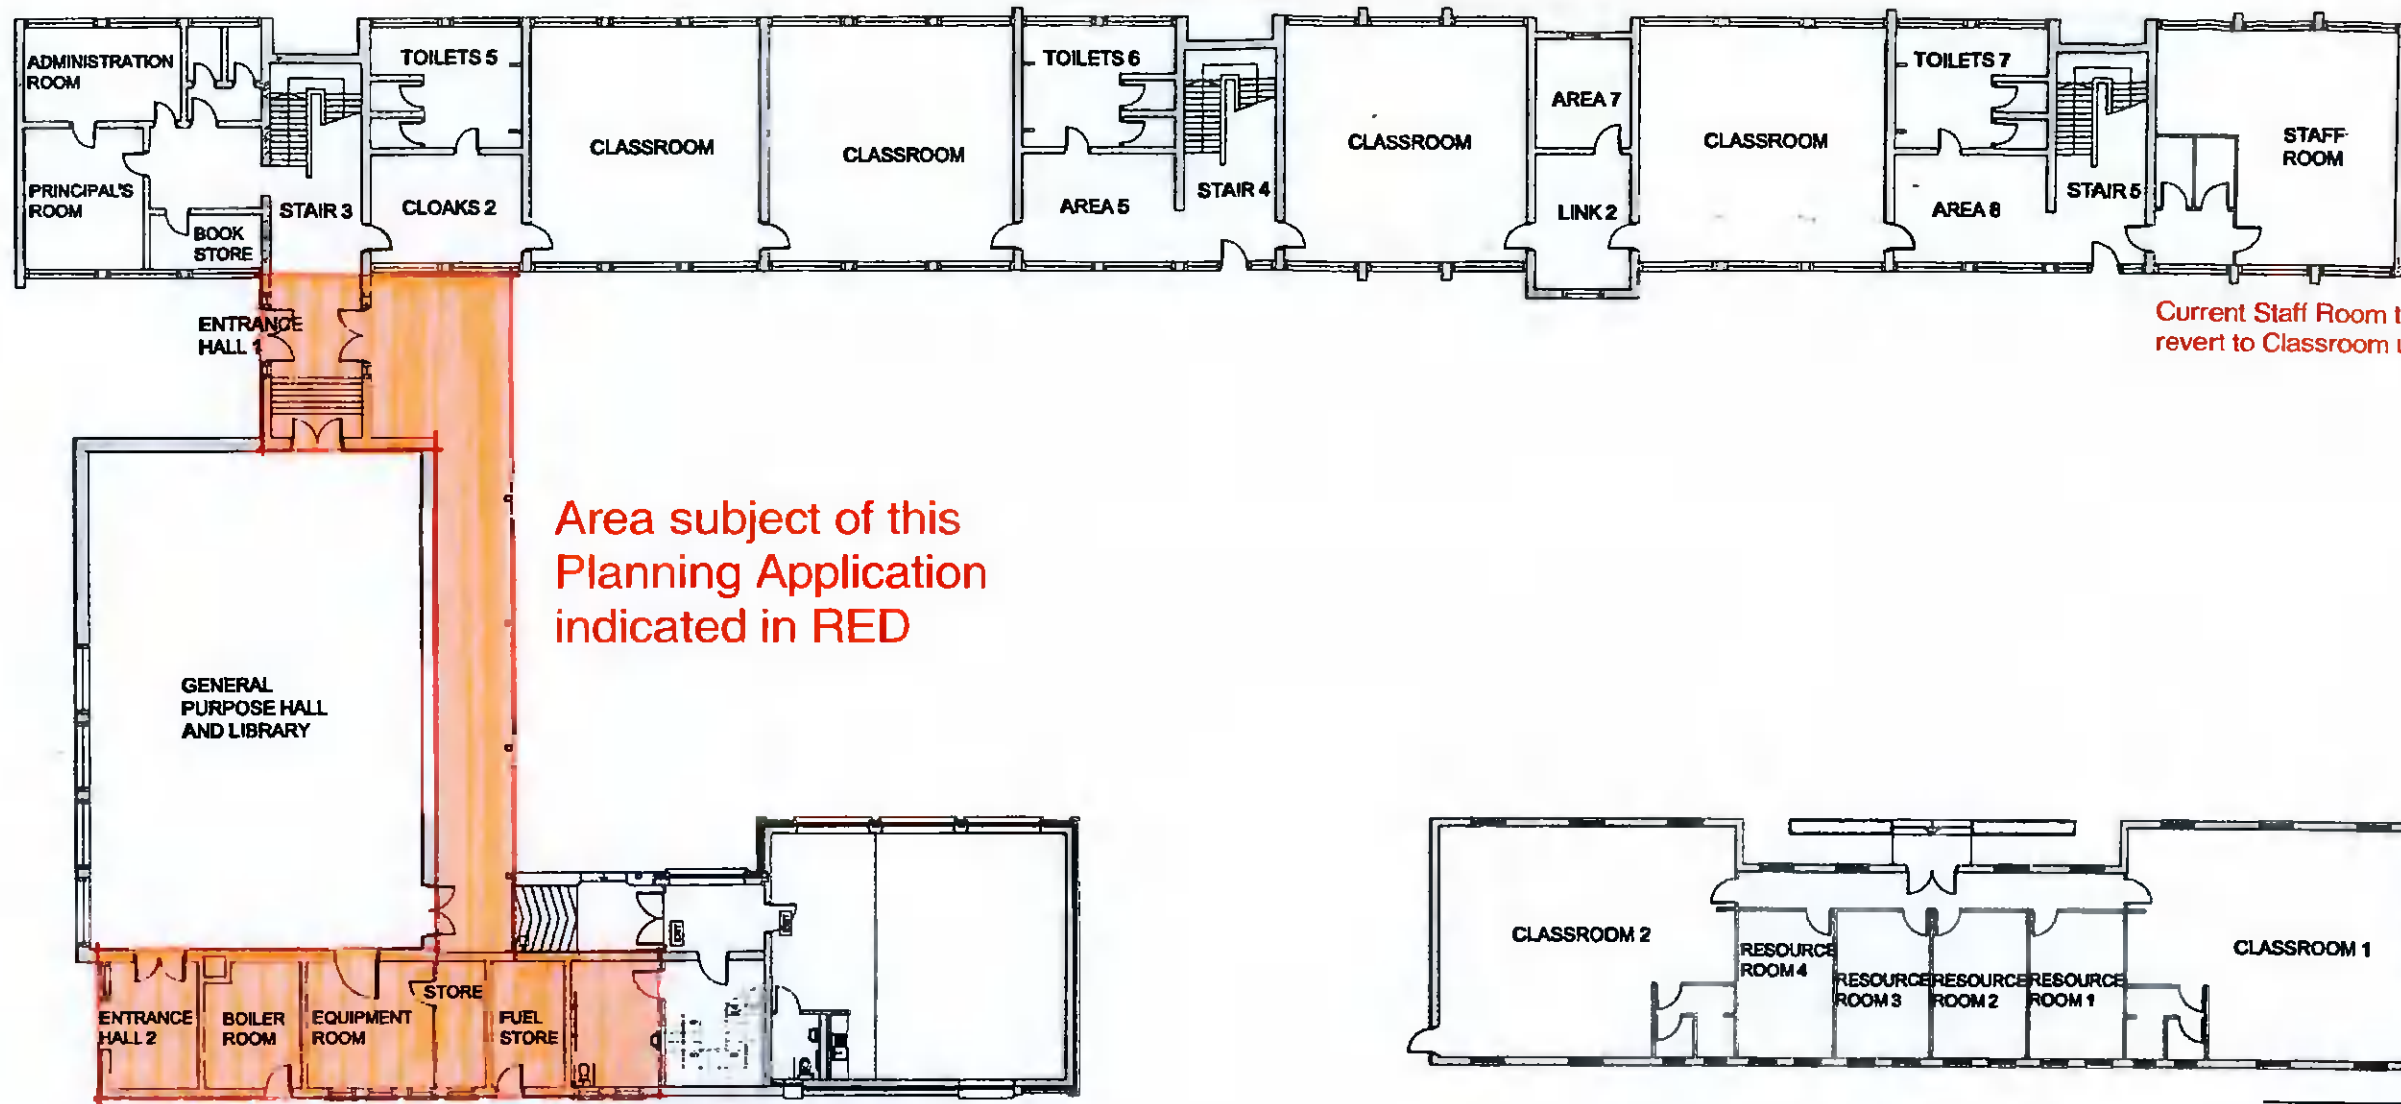 ADMINISTRATION
ROOM
TOILETS 5
CLASSROOM
CLASSROOM
TOILETS 6
CLASSROOM
AREA 7
CLASSROOM
TOILETS 7
STAFF
ROOM
PRINCIPAL'S
ROOM
BOOK
STORE
STAIR 3
CLOAKS 2
AREA 5
STAIR 4
LINK 2
AREA 8
STAIR 5
ENTRANCE
HALL 1
Current Staff Room t
revert to Classroom u
Area subject of this
Planning Application
indicated in RED
GENERAL
PURPOSE HALL
AND LIBRARY
ENTRANCE
HALL 2
BOILER
ROOM
EQUIPMENT
ROOM
STORE
FUEL
STORE
CLASSROOM 2
RESOURCE
ROOM 4
RESOURCE
ROOM 3
RESOURCE
ROOM 2
RESOURCE
ROOM 1
CLASSROOM 1